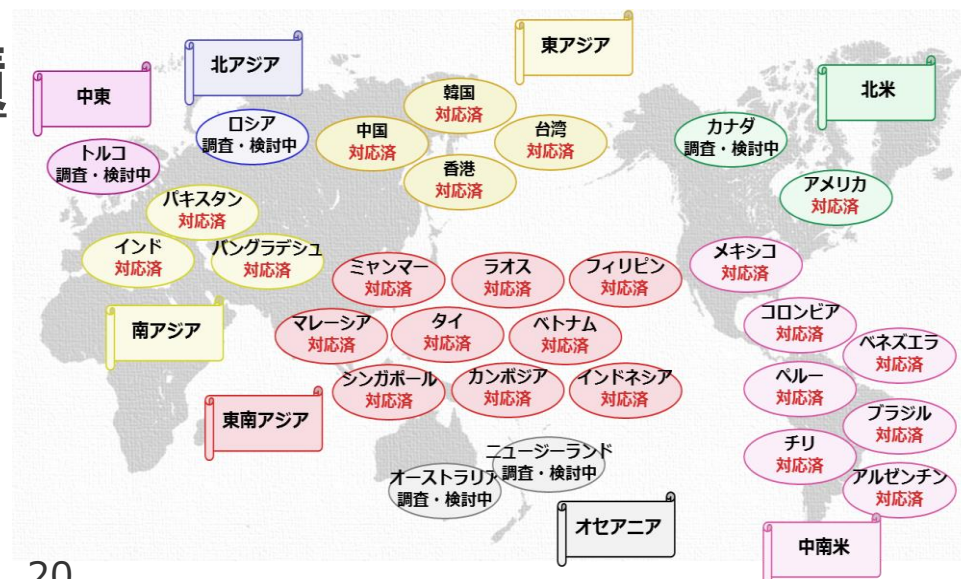 績
中東
北アジア
東アジア
北米
トルコ
調査・検討中
ロシア
調査・検討中
中国
対応済
韓国
対応済
台湾
対応済
香港
対応済
カナダ
調査・検討中
アメリカ
対応済
パキスタン
対応済
インド
対応済
バングラデシュ
対応済
南アジア
ミャンマー
対応済
ラオス
対応済
フィリピン
対応済
マレーシア
対応済
タイ
対応済
ベトナム
対応済
シンガポール
対応済
カンボジア
対応済
インドネシア
対応済
東南アジア
メキシコ
対応済
コロンビア
対応済
ベネズエラ
対応済
ペルー
対応済
ブラジル
対応済
チリ
対応済
アルゼンチン
対応済
中南米
ニュージーランド
調査・検討中
オーストラリア
調査・検討中
オセアニア
20